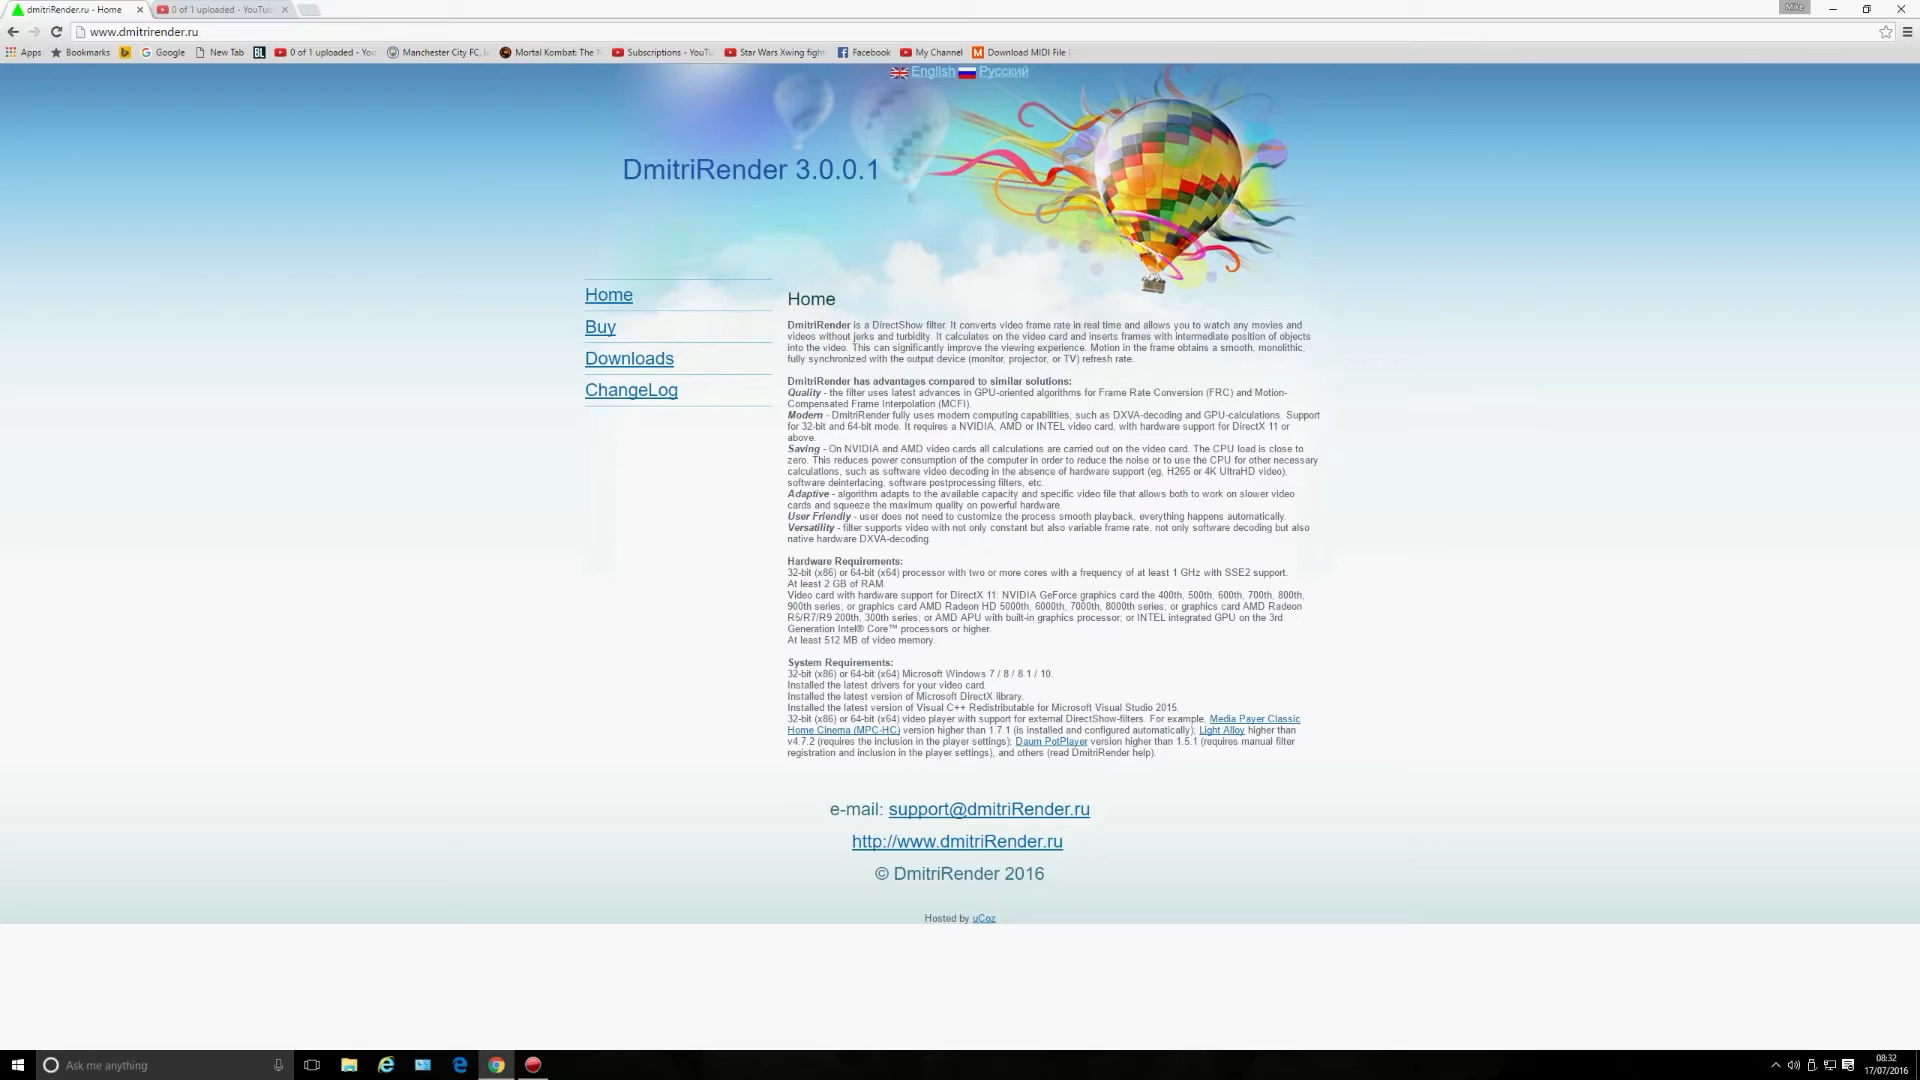 dmitriRender.ru - Home
0 of 1 uploaded - YouTub
Mike
www.dmitrirender.ru
Apps
Bookmarks
Google
New Tab
BL
0 of 1 uploaded - You
Manchester City FC,
Mortal Kombat: The
Subscriptions - YouTu
Star Wars Xwing figh
Facebook
My Channel
Download MIDI File |
English Русский
DmitriRender 3.0.0.1
Home
Buy
Downloads
ChangeLog
Home
DmitriRender is a DirectShow filter. It converts video frame rate in real time and allows you to watch any movies and
videos without jerks and turbidity. It calculates on the video card and inserts frames with intermediate position of objects
into the video. This can significantly improve the viewing experience. Motion in the frame obtains a smooth, monolithic,
fully synchronized with the output device (monitor, projector, or TV) refresh rate.
DmitriRender has advantages compared to similar solutions:
Quality - the filter uses latest advances in GPU-oriented algorithms for Frame Rate Conversion (FRC) and Motion-
Compensated Frame Interpolation (MCFI).
Modern - DmitriRender fully uses modern computing capabilities, such as DXVA-decoding and GPU-calculations. Support
for 32-bit and 64-bit mode. It requires a NVIDIA, AMD or INTEL video card, with hardware support for DirectX 11 or
above.
Saving - On NVIDIA and AMD video cards all calculations are carried out on the video card. The CPU load is close to
zero. This reduces power consumption of the computer in order to reduce the noise or to use the CPU for other necessary
calculations, such as software video decoding in the absence of hardware support (eg, H265 or 4K UltraHD video),
software deinterlacing, software postprocessing filters, etc.
Adaptive - algorithm adapts to the available capacity and specific video file that allows both to work on slower video
cards and squeeze the maximum quality on powerful hardware.
User Friendly - user does not need to customize the process smooth playback, everything happens automatically.
Versatility - filter supports video with not only constant but also variable frame rate, not only software decoding but also
native hardware DXVA-decoding.
Hardware Requirements:
32-bit (x86) or 64-bit (x64) processor with two or more cores with a frequency of at least 1 GHz with SSE2 support.
At least 2 GB of RAM.
Video card with hardware support for DirectX 11: NVIDIA GeForce graphics card the 400th, 500th, 600th, 700th, 800th,
900th series; or graphics card AMD Radeon HD 5000th, 6000th, 7000th, 8000th series; or graphics card AMD Radeon
R5/R7/R9 200th, 300th series; or AMD APU with built-in graphics processor; or INTEL integrated GPU on the 3rd
Generation Intel® Core™ processors or higher.
At least 512 MB of video memory.
System Requirements:
32-bit (x86) or 64-bit (x64) Microsoft Windows 7 / 8 / 8.1 / 10.
Installed the latest drivers for your video card.
Installed the latest version of Microsoft DirectX library.
Installed the latest version of Visual C++ Redistributable for Microsoft Visual Studio 2015.
32-bit (x86) or 64-bit (x64) video player with support for external DirectShow-filters. For example, Media Payer Classic
Home Cinema (MPC-HC) version higher than 1.7.1 (is installed and configured automatically); Light Alloy higher than
v4.7.2 (requires the inclusion in the player settings); Daum PotPlayer version higher than 1.5.1 (requires manual filter
registration and inclusion in the player settings), and others (read DmitriRender help).
e-mail: support@dmitriRender.ru
http://www.dmitriRender.ru
© DmitriRender 2016
Hosted by uCoz
Ask me anything
08:32
17/07/2016